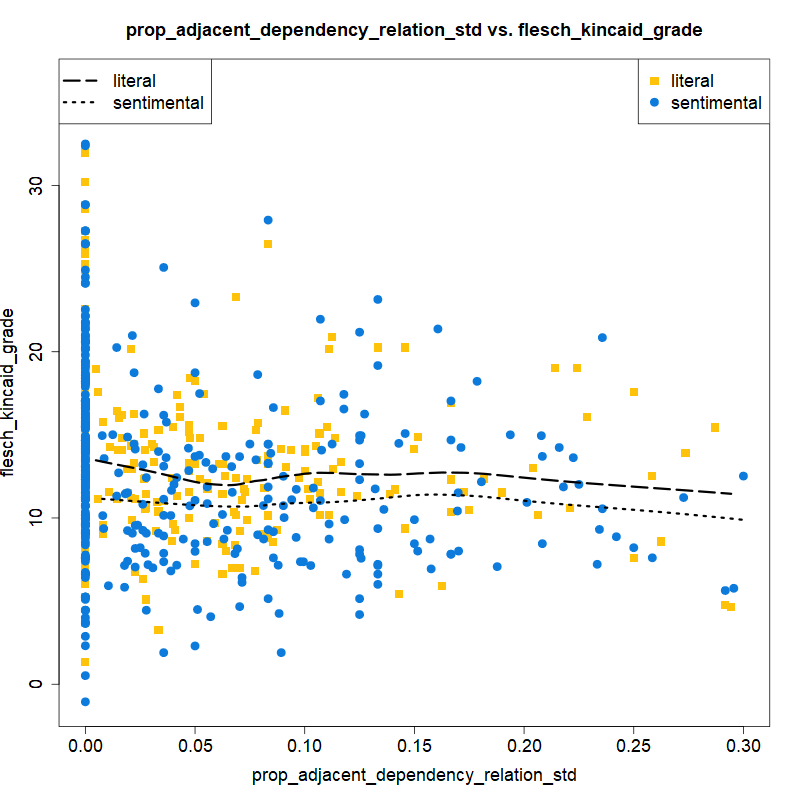 prop_adjacent_dependency_relation_std vs. flesch_kincaid_grade
literal
sentimental
literal
sentimental
flesch_kincaid_grade
30
20
10
0
0.00 0.05 0.10 0.15 0.20 0.25 0.30
prop_adjacent_dependency_relation_std